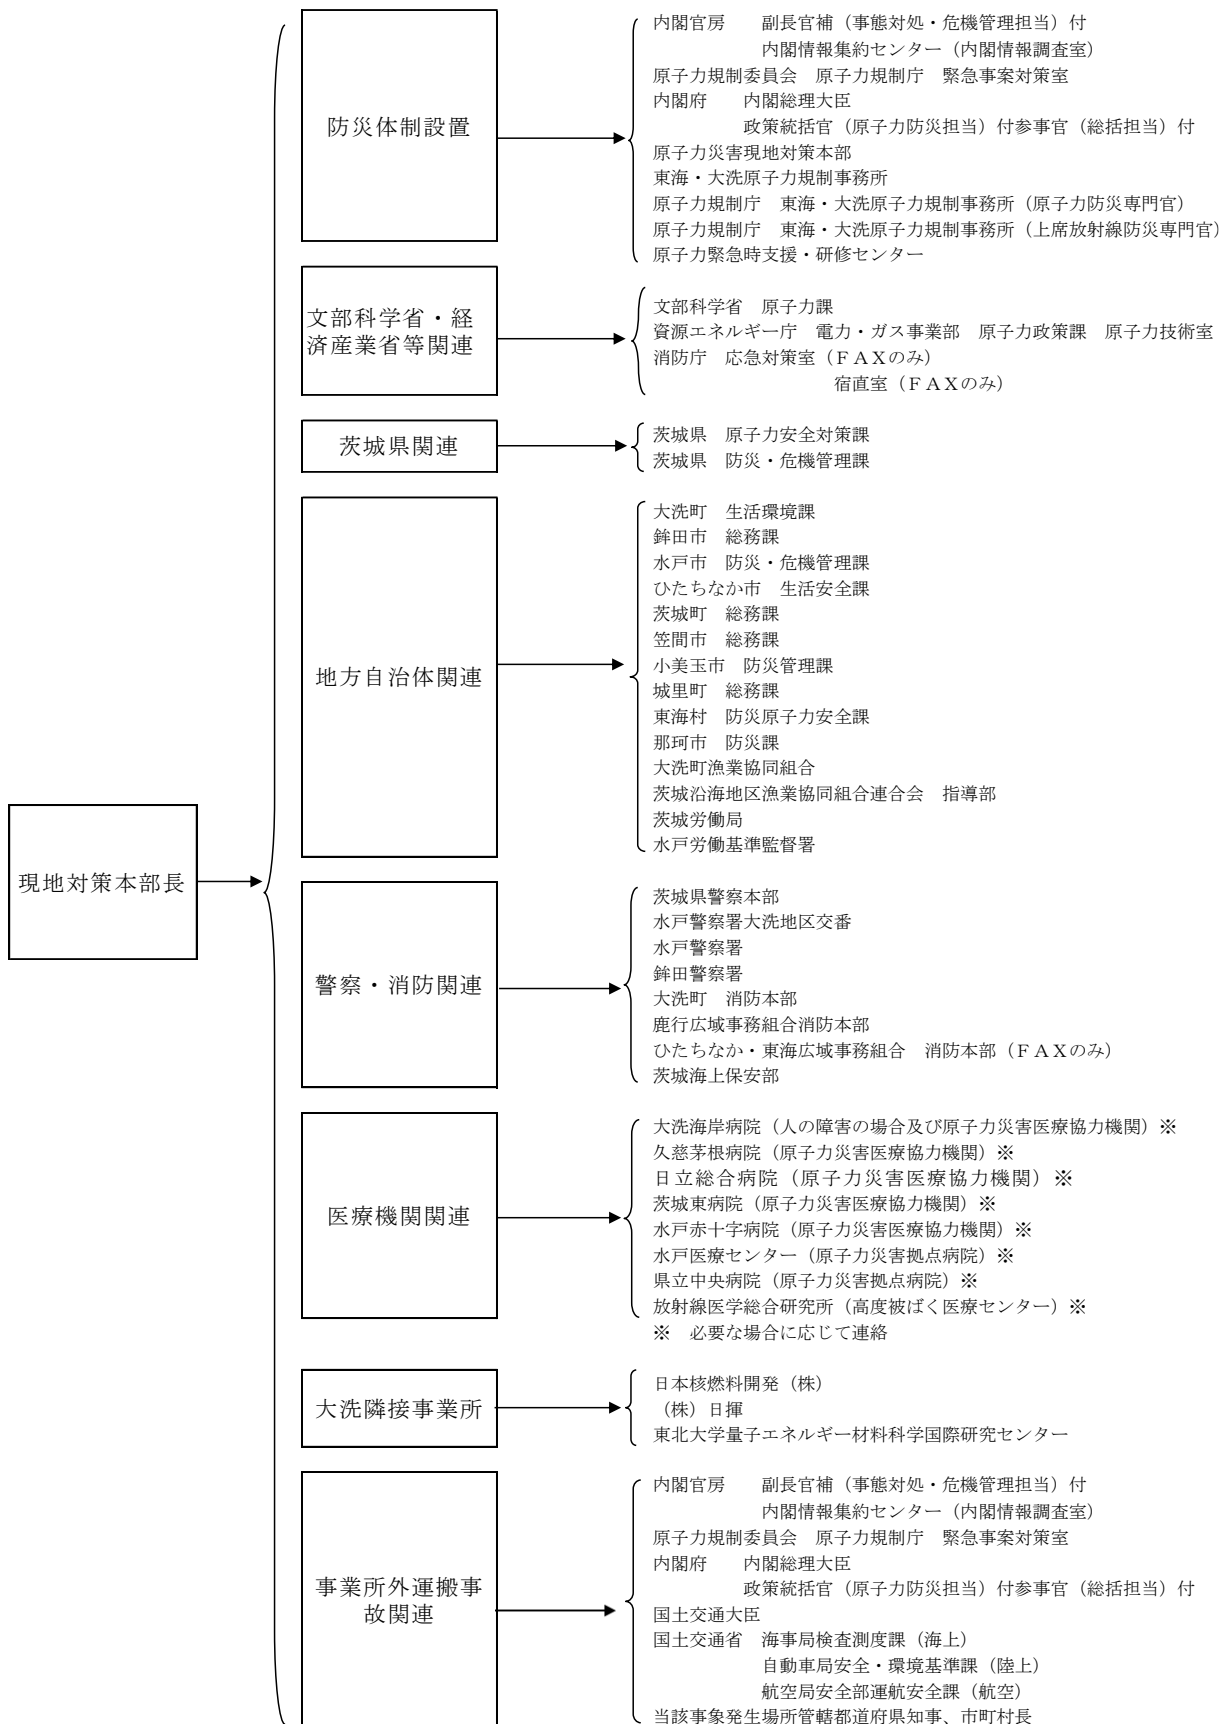 現地対策本部長
防災体制設置
内閣官房　　副長官補（事態対処・危機管理担当）付
内閣情報集約センター（内閣情報調査室）
原子力規制委員会　原子力規制庁　緊急事案対策室
内閣府　　内閣総理大臣
政策統括官（原子力防災担当）付参事官（総括担当）付
原子力災害現地対策本部
東海・大洗原子力規制事務所
原子力規制庁　東海・大洗原子力規制事務所（原子力防災専門官）
原子力規制庁　東海・大洗原子力規制事務所（上席放射線防災専門官）
原子力緊急時支援・研修センター
文部科学省・経
済産業省等関連
文部科学省　原子力課
資源エネルギー庁　電力・ガス事業部　原子力政策課　原子力技術室
消防庁　応急対策室（ＦＡＸのみ）
宿直室（ＦＡＸのみ）
茨城県関連
茨城県　原子力安全対策課
茨城県　防災・危機管理課
地方自治体関連
大洗町　生活環境課
鉾田市　総務課
水戸市　防災・危機管理課
ひたちなか市　生活安全課
茨城町　総務課
笠間市　総務課
小美玉市　防災管理課
城里町　総務課
東海村　防災原子力安全課
那珂市　防災課
大洗町漁業協同組合
茨城沿海地区漁業協同組合連合会　指導部
茨城労働局
水戸労働基準監督署
警察・消防関連
茨城県警察本部
水戸警察署大洗地区交番
水戸警察署
鉾田警察署
大洗町　消防本部
鹿行広域事務組合消防本部
ひたちなか・東海広域事務組合　消防本部（ＦＡＸのみ）
茨城海上保安部
医療機関関連
大洗海岸病院（人の障害の場合及び原子力災害医療協力機関）※
久慈茅根病院（原子力災害医療協力機関）※
日立総合病院（原子力災害医療協力機関）※
茨城東病院（原子力災害医療協力機関）※
水戸赤十字病院（原子力災害医療協力機関）※
水戸医療センター（原子力災害拠点病院）※
県立中央病院（原子力災害拠点病院）※
放射線医学総合研究所（高度被ばく医療センター）※
※　必要な場合に応じて連絡
大洗隣接事業所
日本核燃料開発（株）
（株）日揮
東北大学量子エネルギー材料科学国際研究センター
事業所外運搬事
故関連
内閣官房　　副長官補（事態対処・危機管理担当）付
内閣情報集約センター（内閣情報調査室）
原子力規制委員会　原子力規制庁　緊急事案対策室
内閣府　　内閣総理大臣
政策統括官（原子力防災担当）付参事官（総括担当）付
国土交通大臣
国土交通省　海事局検査測度課（海上）
自動車局安全・環境基準課（陸上）
航空局安全部運航安全課（航空）
当該事象発生場所管轄都道府県知事、市町村長